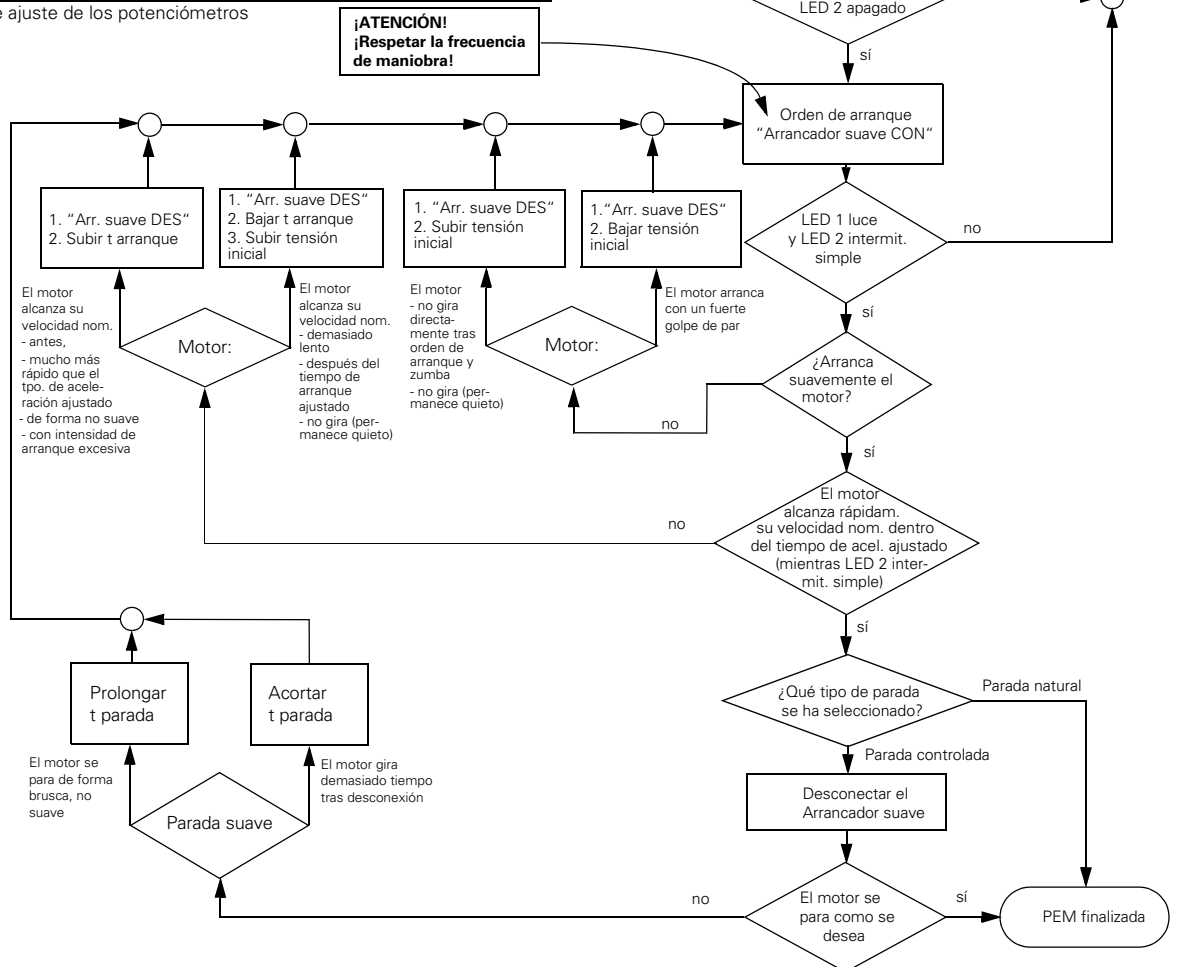 e ajuste de los potenciómetros
LED 2 apagado
¡ATENCIÓN!
¡Respetar la frecuencia
de maniobra!
sí
Orden de arranque
“Arrancador suave CON“
1. “Arr. suave DES“
2. Subir t arranque
1. “Arr. suave DES“
2. Bajar t arranque
3. Subir tensión
inicial
1. “Arr. suave DES“
2. Subir tensión
inicial
1.“Arr. suave DES“
2. Bajar tensión
inicial
LED 1 luce
y LED 2 intermit.
simple
no
El motor
alcanza su
velocidad nom.
- antes,
- mucho más
rápido que el
tpo. de acele-
ración ajustado
- de forma no suave
- con intensidad de
arranque excesiva
Motor:
El motor
alcanza su
velocidad nom.
- demasiado
lento
- después del
tiempo de
arranque
ajustado
- no gira (per-
manece quieto)
El motor
- no gira
directa-
mente tras
orden de
arranque y
zumba
- no gira (per-
manece quieto)
Motor:
El motor arranca
con un fuerte
golpe de par
sí
¿Arranca
suavemente el
motor?
no
sí
El motor
alcanza rápidam.
su velocidad nom. dentro
del tiempo de acel. ajustado
(mientras LED 2 inter-
mit. simple)
no
sí
Prolongar
t parada
Acortar
t parada
¿Qué tipo de parada
se ha seleccionado?
Parada natural
Parada controlada
El motor se
para de forma
brusca, no
suave
El motor gira
demasiado tiempo
tras desconexión
Parada suave
Desconectar el
Arrancador suave
no
El motor se
para como se
desea
sí
PEM finalizada